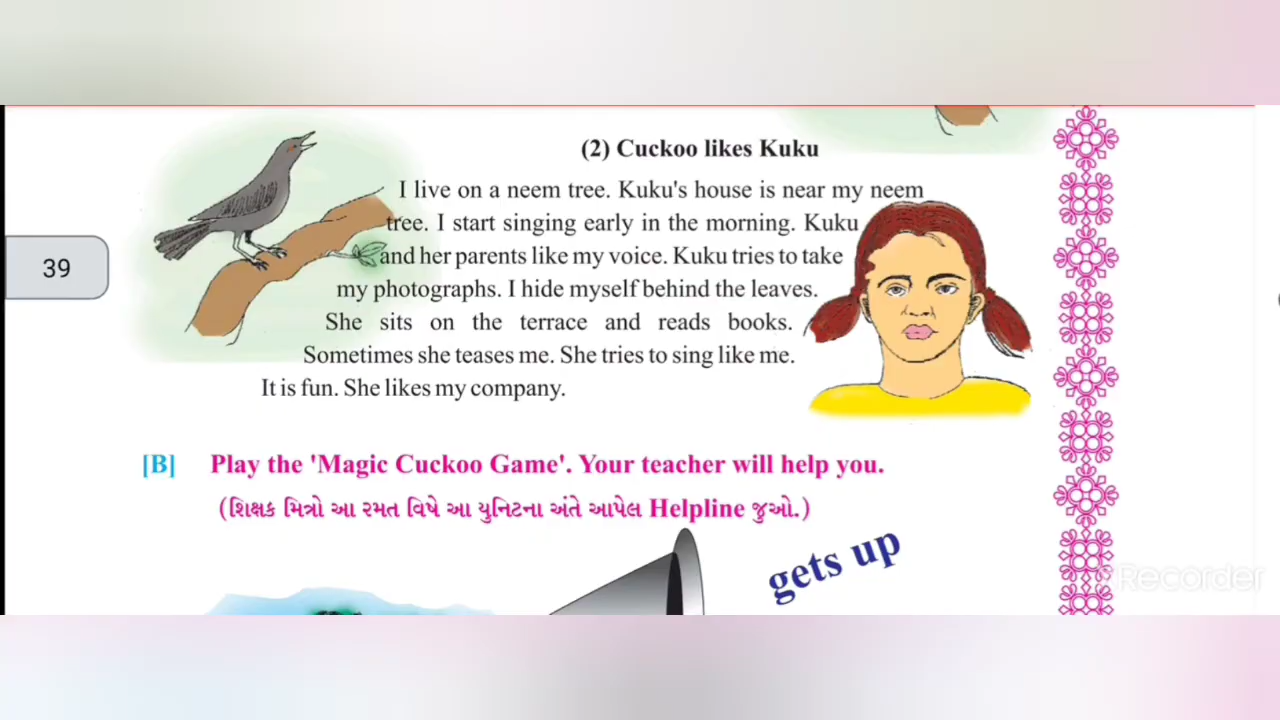 (2) Cuckoo likes Kuku
I live on a neem tree. Kuku's house is near my neem
tree. I start singing early in the morning. Kuku
and her parents like my voice. Kuku tries to take
my photographs. I hide myself behind the leaves.
She sits on the terrace and reads books.
Sometimes she teases me. She tries to sing like me.
It is fun. She likes my company.
39
[B] Play the 'Magic Cuckoo Game'. Your teacher will help you.
(શિક્ષક મિત્રો આ રમત વિષે આ યુનિટના અંતે આપેલ Helpline જુઓ.)
gets up
Recorder